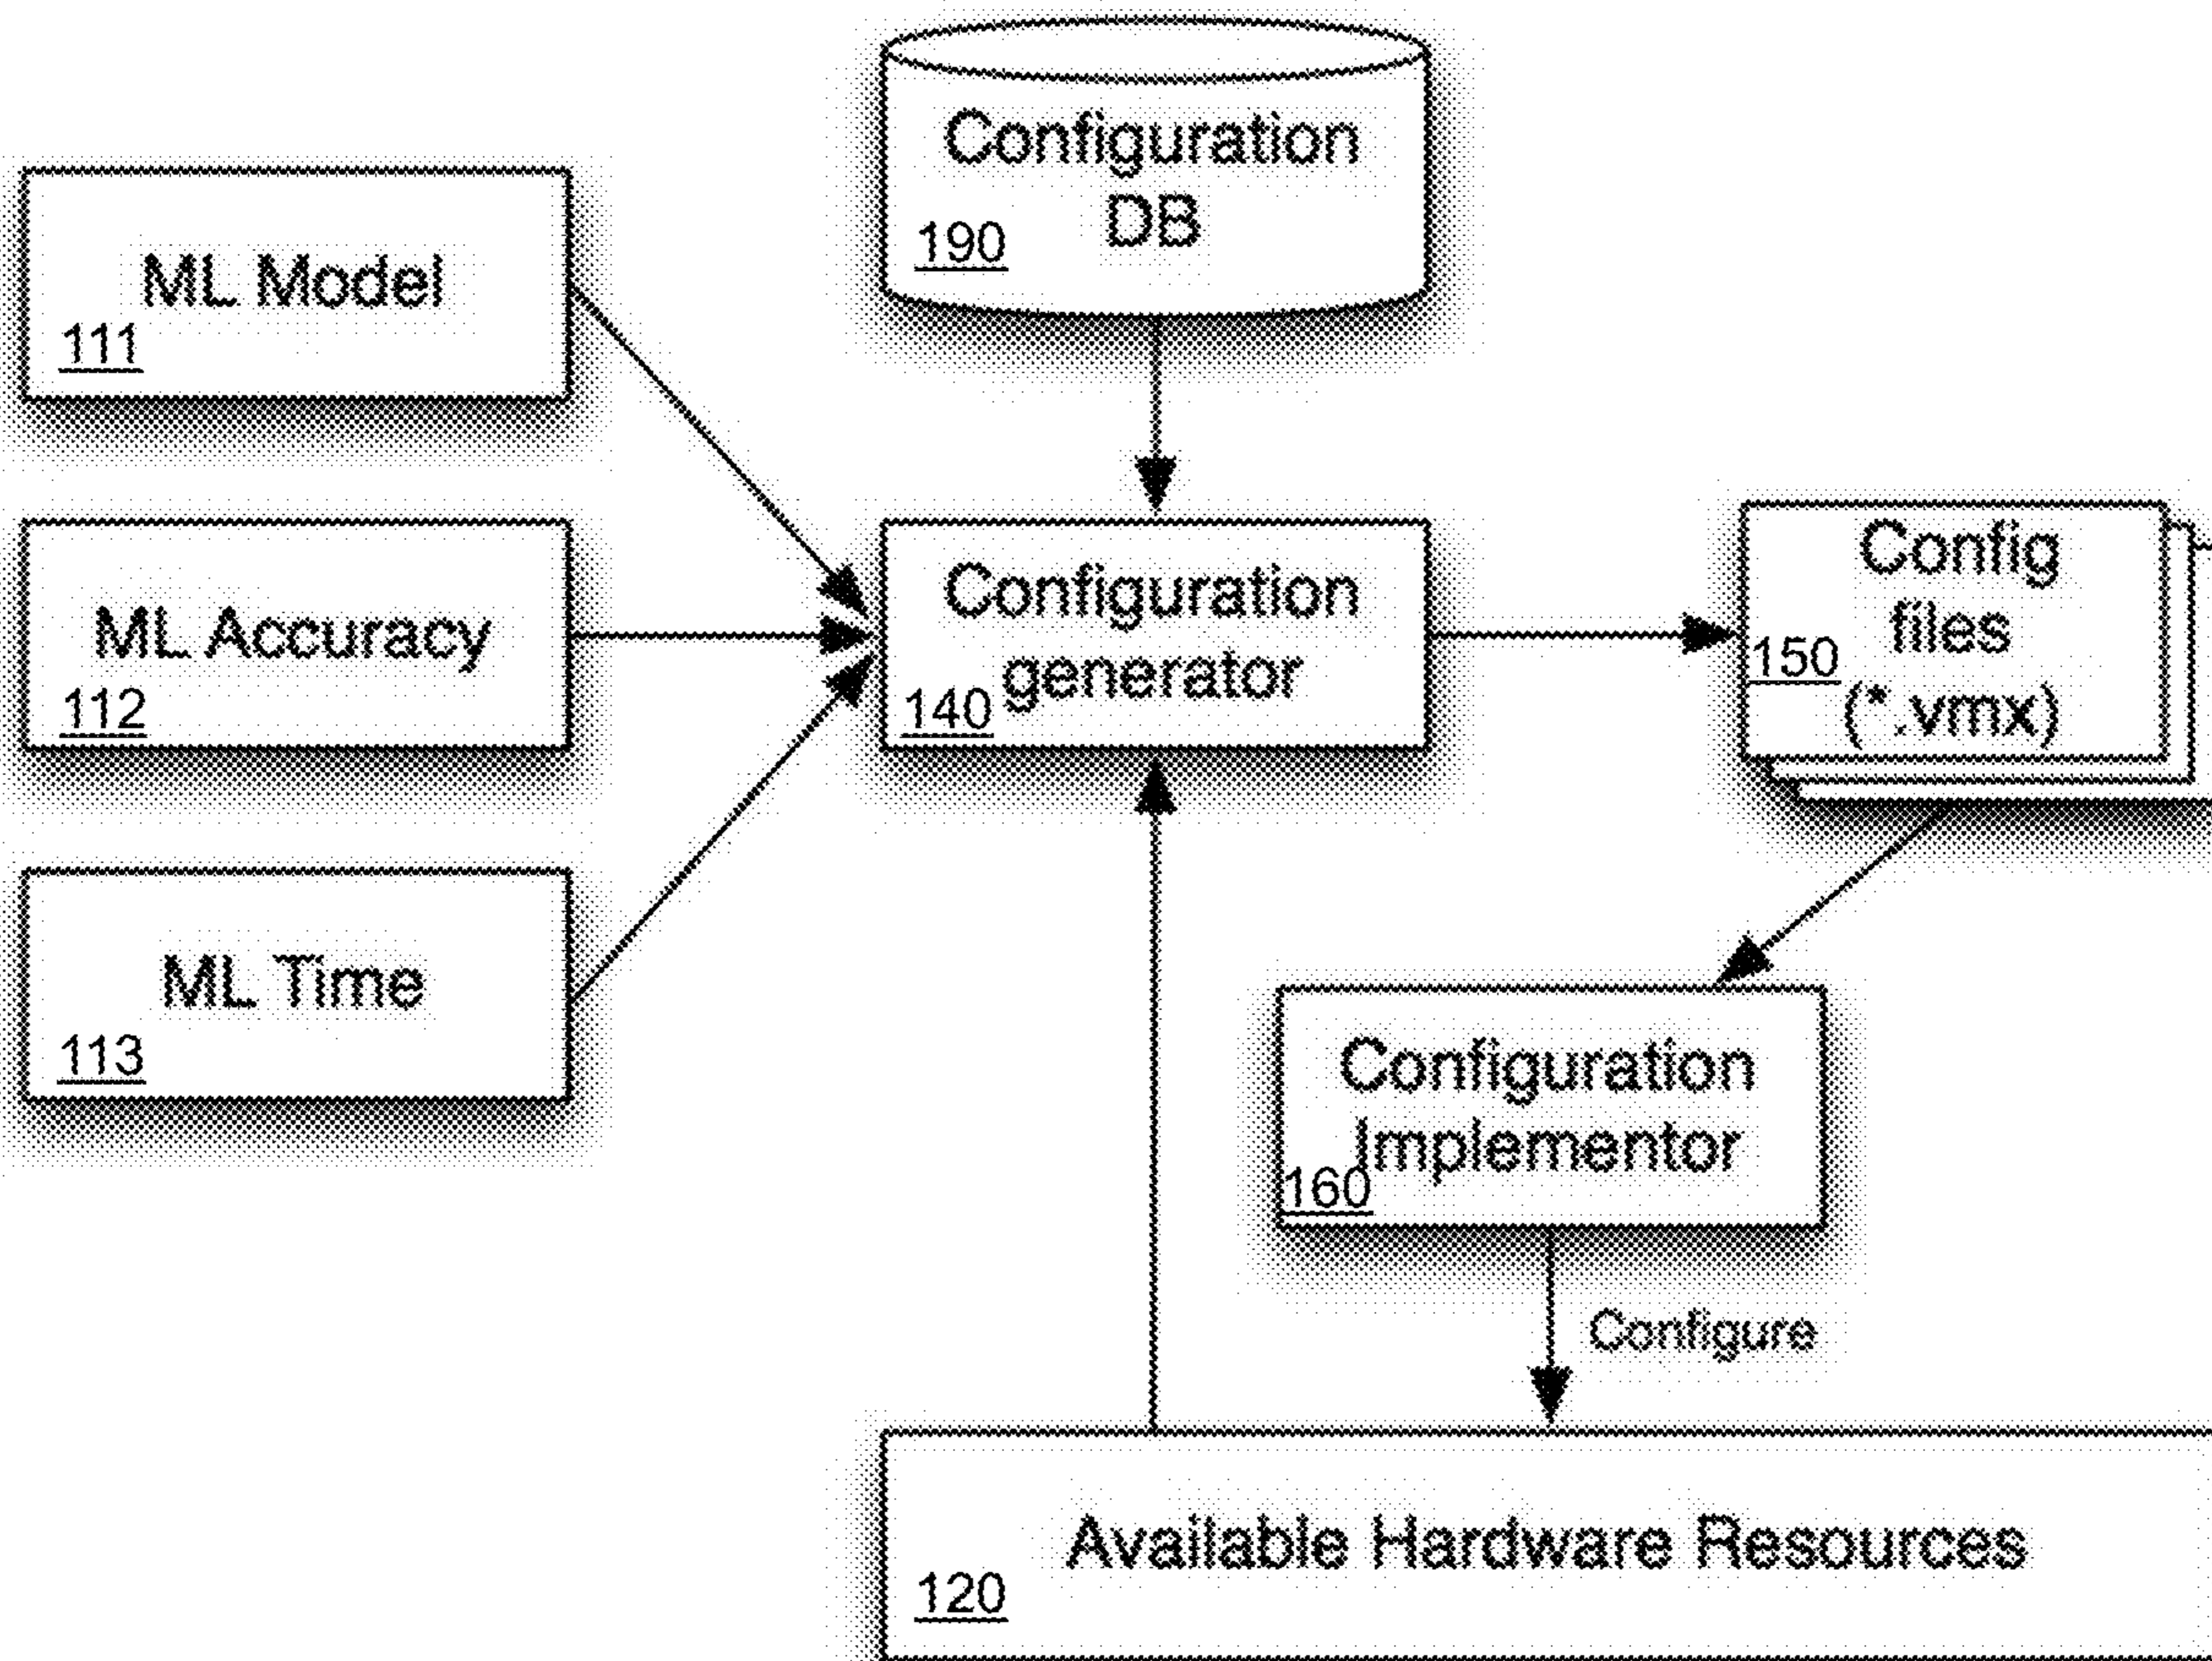 Configuration
DB
190
ML Model
111
ML Accuracy
112
ML Time
113
Configuration
generator
140
Config
files
150
(*.vmx)
Configuration
Implementor
160
Configure
Available Hardware Resources
120